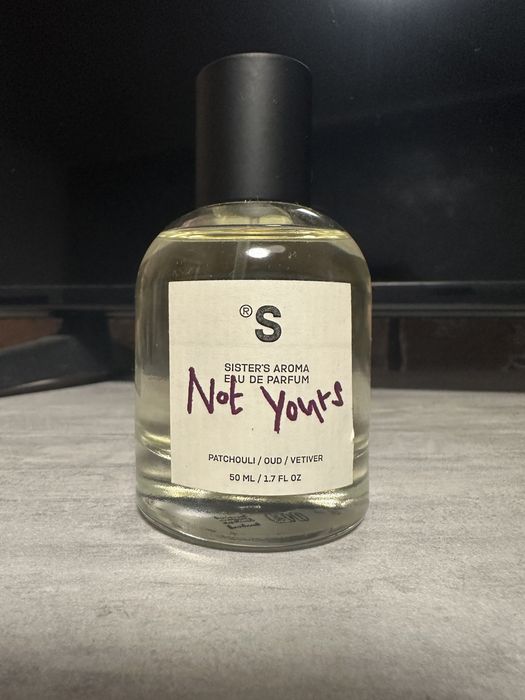 ® S
SISTER'S AROMA
EAU DE PARFUM
Not Yours
PATCHOULI / OUD / VETIVER
50 ML / 1.7 FL OZ